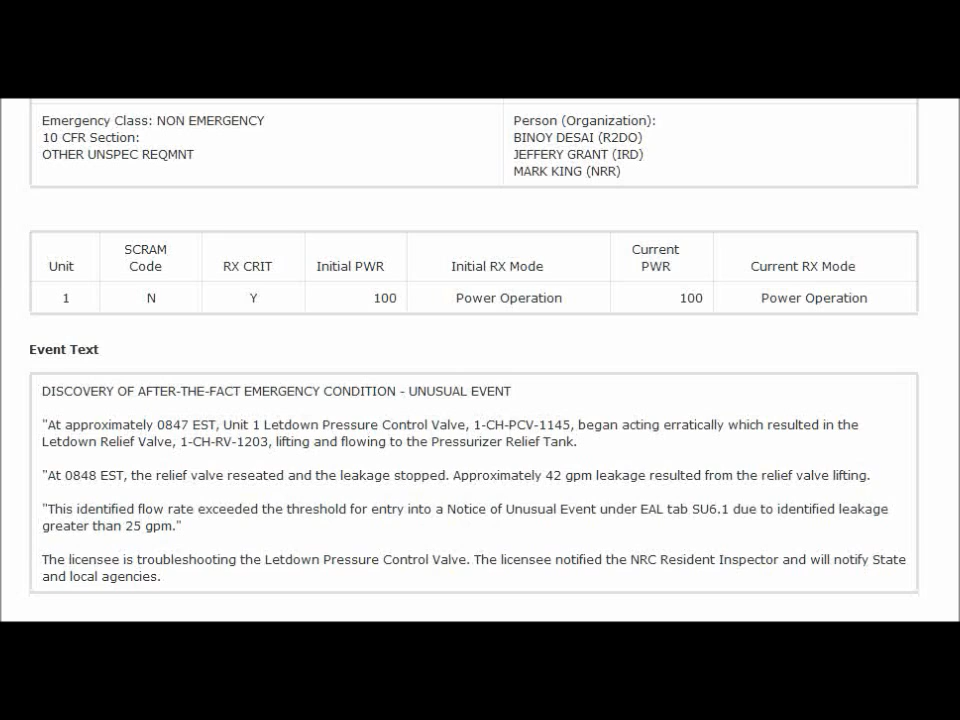 Emergency Class: NON EMERGENCY
10 CFR Section:
OTHER UNSPEC REQMNT
Person (Organization):
BINOY DESAI (R2DO)
JEFFERY GRANT (IRD)
MARK KING (NRR)
Unit SCRAM Code RX CRIT Initial PWR Initial RX Mode Current PWR Current RX Mode
1 N Y 100 Power Operation 100 Power Operation
Event Text
DISCOVERY OF AFTER-THE-FACT EMERGENCY CONDITION - UNUSUAL EVENT
"At approximately 0847 EST, Unit 1 Letdown Pressure Control Valve, 1-CH-PCV-1145, began acting erratically which resulted in the
Letdown Relief Valve, 1-CH-RV-1203, lifting and flowing to the Pressurizer Relief Tank.
"At 0848 EST, the relief valve reseated and the leakage stopped. Approximately 42 gpm leakage resulted from the relief valve lifting.
"This identified flow rate exceeded the threshold for entry into a Notice of Unusual Event under EAL tab SU6.1 due to identified leakage
greater than 25 gpm."
The licensee is troubleshooting the Letdown Pressure Control Valve. The licensee notified the NRC Resident Inspector and will notify State
and local agencies.